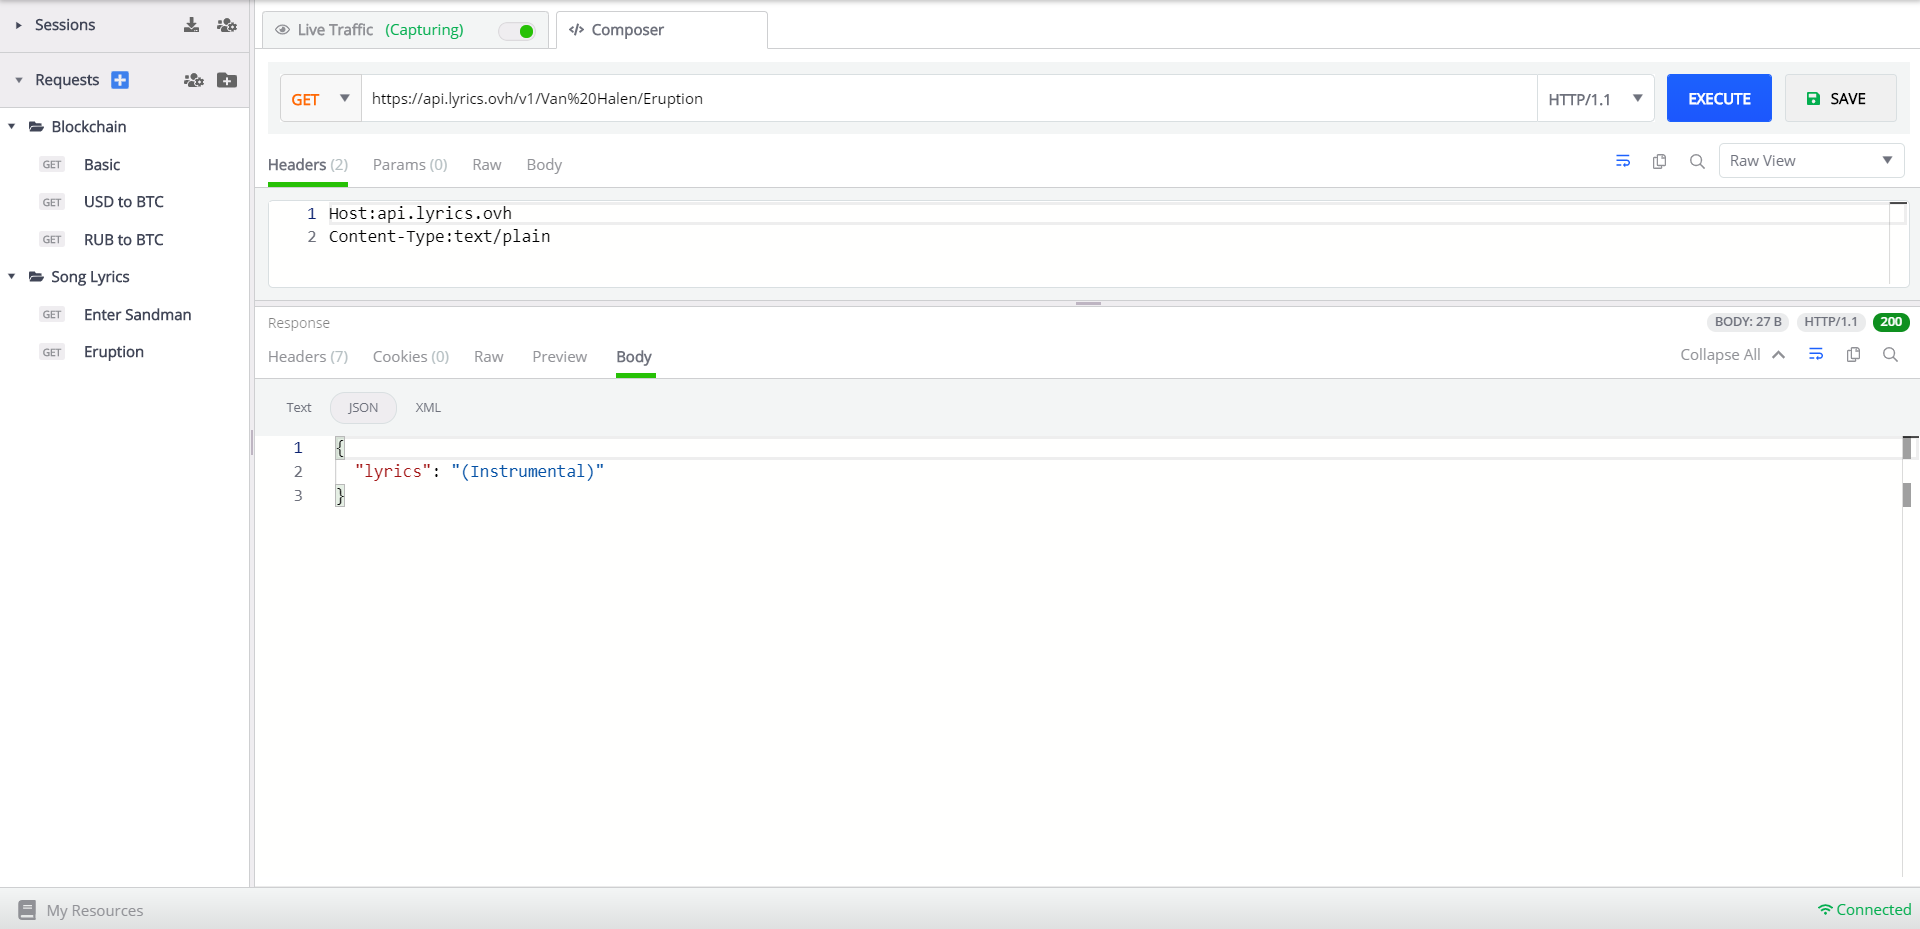 Sessions
Live Traffic (Capturing)
Composer
Requests
GET
https://api.lyrics.ovh/v1/Van%20Halen/Eruption
HTTP/1.1
EXECUTE
SAVE
Blockchain
GET Basic
GET USD to BTC
GET RUB to BTC
Song Lyrics
GET Enter Sandman
GET Eruption
Headers (2) Params (0) Raw Body
Raw View
1 Host:api.lyrics.ovh
2 Content-Type:text/plain
Response
BODY: 27 B HTTP/1.1 200
Headers (7) Cookies (0) Raw Preview Body
Collapse All
Text JSON XML
1 {
2 "lyrics": "(Instrumental)"
3 }
My Resources
Connected